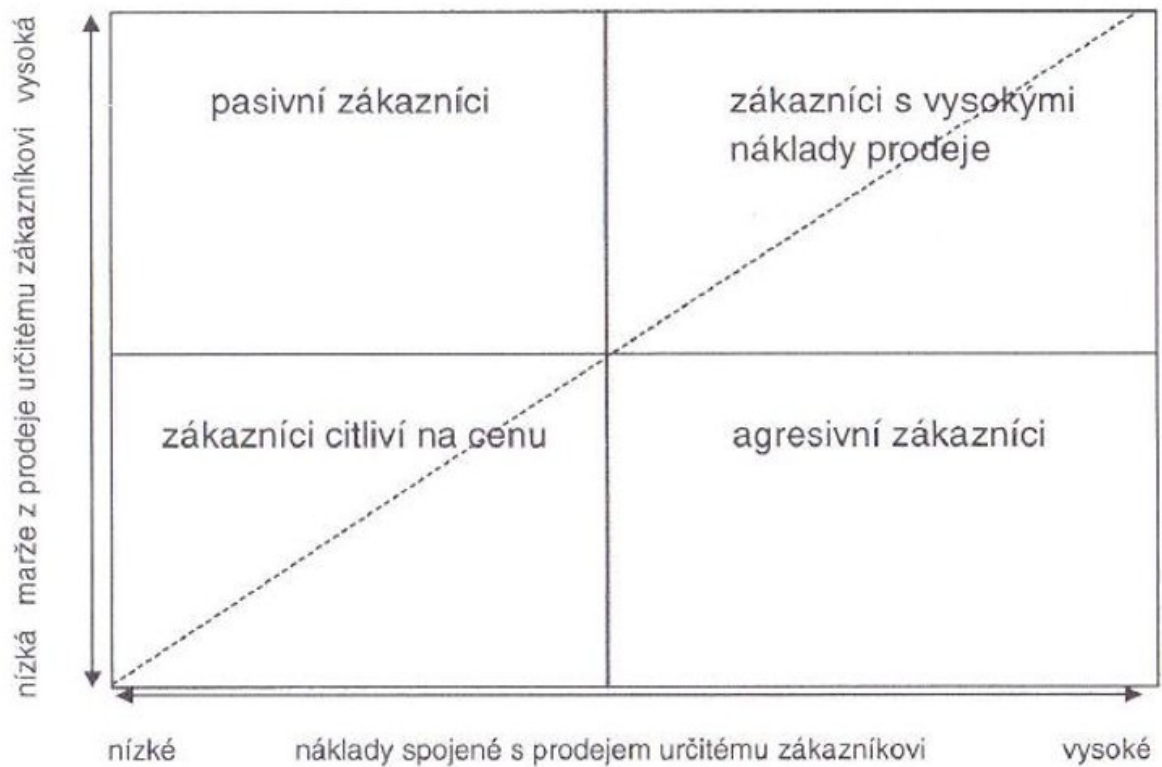 nízká marže z prodeje určitému zákazníkovi vysoká
pasivní zákazníci
zákazníci s vysokými
náklady prodeje
zákazníci citliví na cenu
agresivní zákazníci
nízké náklady spojené s prodejem určitému zákazníkovi vysoké